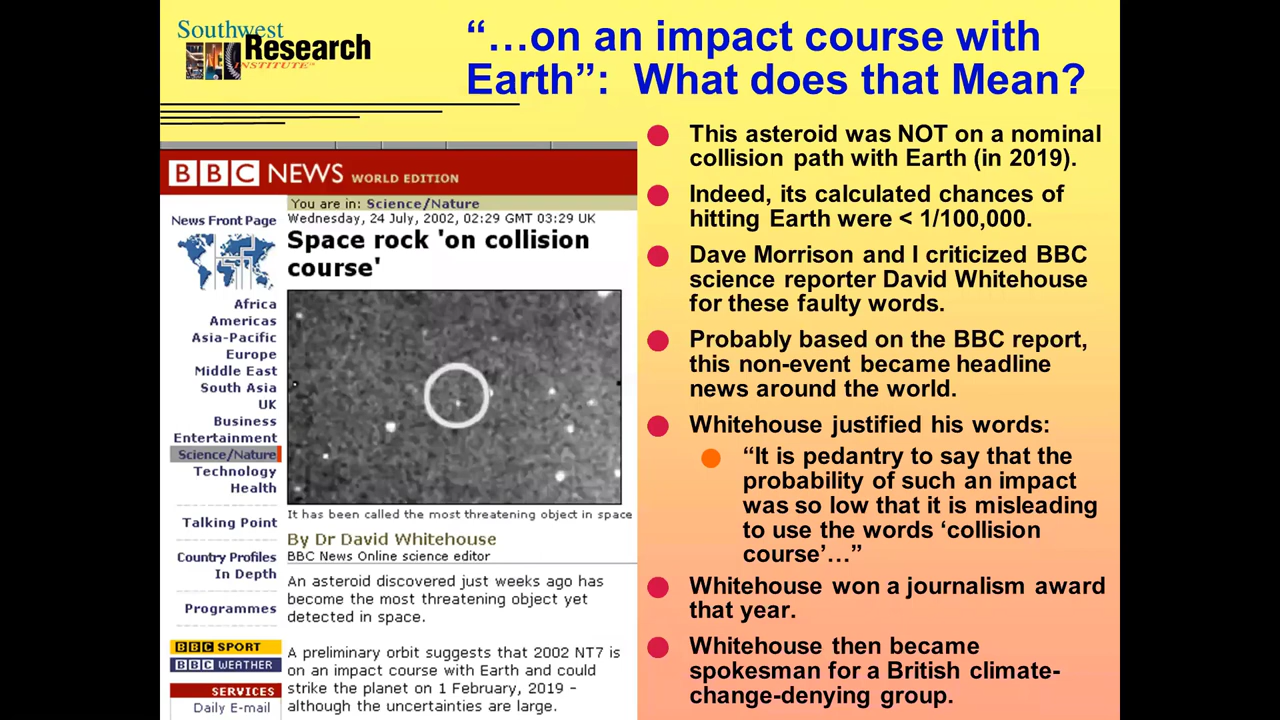 Southwest
Research
INSTITUTE™
“…on an impact course with
Earth”: What does that Mean?
BBC NEWS WORLD EDITION
You are in: Science/Nature
News Front Page
Africa
Americas
Asia-Pacific
Europe
Middle East
South Asia
UK
Business
Entertainment
Science/Nature
Technology
Health
Talking Point
Country Profiles
In Depth
Programmes
BBC SPORT
BBC WEATHER
SERVICES
Daily E-mail
Wednesday, 24 July, 2002, 02:29 GMT 03:29 UK
Space rock 'on collision
course'
It has been called the most threatening object in space
By Dr David Whitehouse
BBC News Online science editor
An asteroid discovered just weeks ago has
become the most threatening object yet
detected in space.
A preliminary orbit suggests that 2002 NT7 is
on an impact course with Earth and could
strike the planet on 1 February, 2019 -
although the uncertainties are large.
This asteroid was NOT on a nominal
collision path with Earth (in 2019).
Indeed, its calculated chances of
hitting Earth were < 1/100,000.
Dave Morrison and I criticized BBC
science reporter David Whitehouse
for these faulty words.
Probably based on the BBC report,
this non-event became headline
news around the world.
Whitehouse justified his words:
“It is pedantry to say that the
probability of such an impact
was so low that it is misleading
to use the words ‘collision
course’…”
Whitehouse won a journalism award
that year.
Whitehouse then became
spokesman for a British climate-
change-denying group.